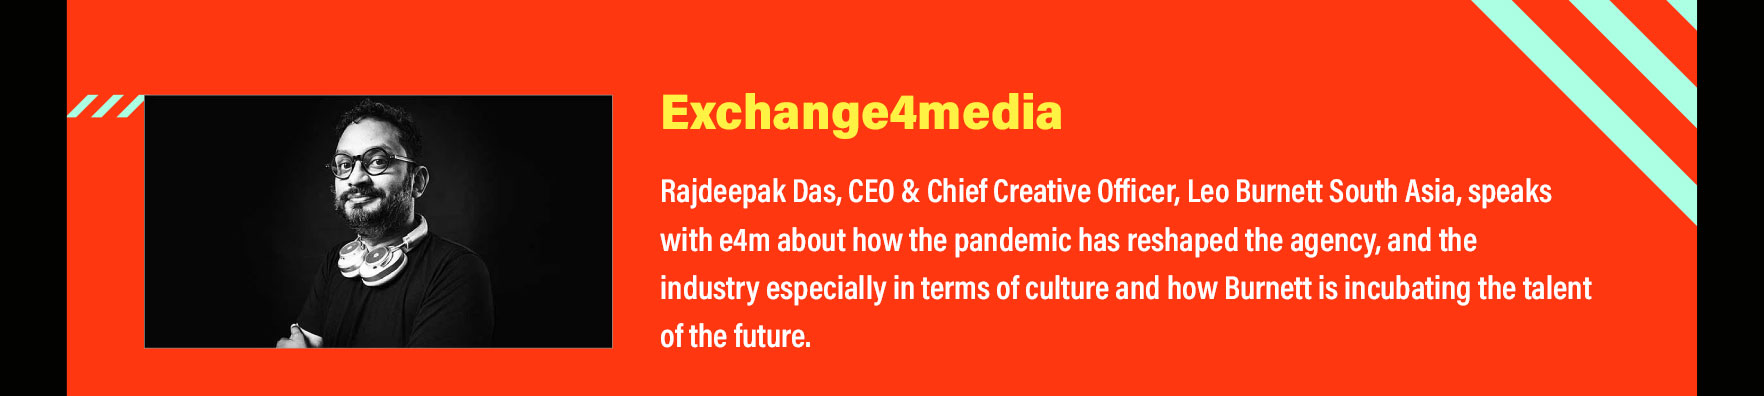 Exchange4media
Rajdeepak Das, CEO & Chief Creative Officer, Leo Burnett South Asia, speaks
with e4m about how the pandemic has reshaped the agency, and the
industry especially in terms of culture and how Burnett is incubating the talent
of the future.